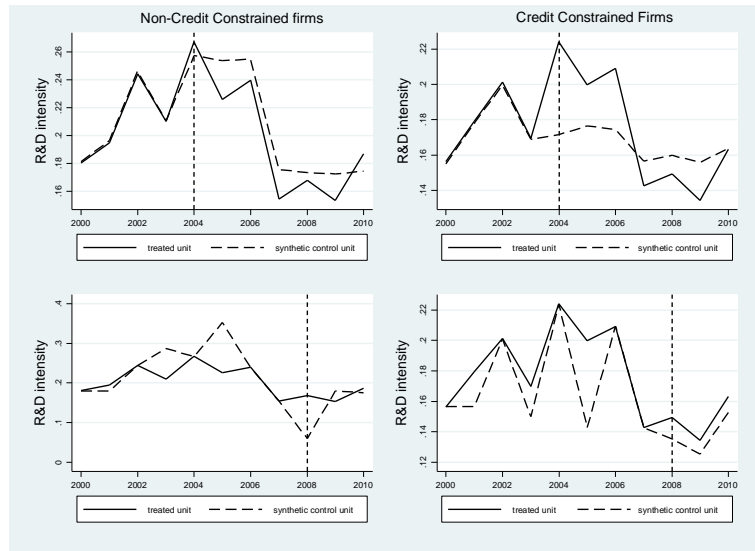 Non-Credit Constrained firms
R&D intensity
.26
.24
.22
.2
.18
.16
2000 2002 2004 2006 2008 2010
treated unit synthetic control unit
Credit Constrained Firms
R&D intensity
.22
.2
.18
.16
.14
2000 2002 2004 2006 2008 2010
treated unit synthetic control unit
R&D intensity
.4
.3
.2
.1
0
2000 2002 2004 2006 2008 2010
treated unit synthetic control unit
R&D intensity
.22
.2
.18
.16
.14
.12
2000 2002 2004 2006 2008 2010
treated unit synthetic control unit